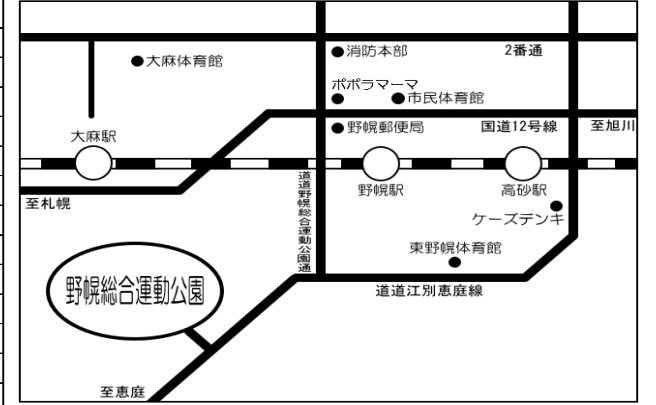 消防本部
2番通
大麻体育館
ポポラマーマ
市民体育館
野幌郵便局
国道12号線
至旭川
大麻駅
野幌駅
高砂駅
至札幌
道道野幌総合運動公園通
ケーズデンキ
東野幌体育館
野幌総合運動公園
道道江別恵庭線
至恵庭